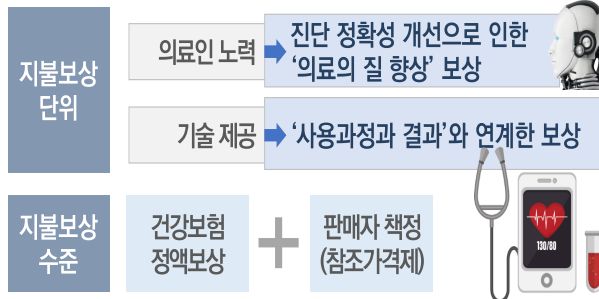 지불보상
단위
의료인 노력
진단 정확성 개선으로 인한
‘의료의 질 향상’ 보상
기술 제공
‘사용과정과 결과’와 연계한 보상
지불보상
수준
건강보험
정액보상
+
판매자 책정
(참조가격제)
130/80